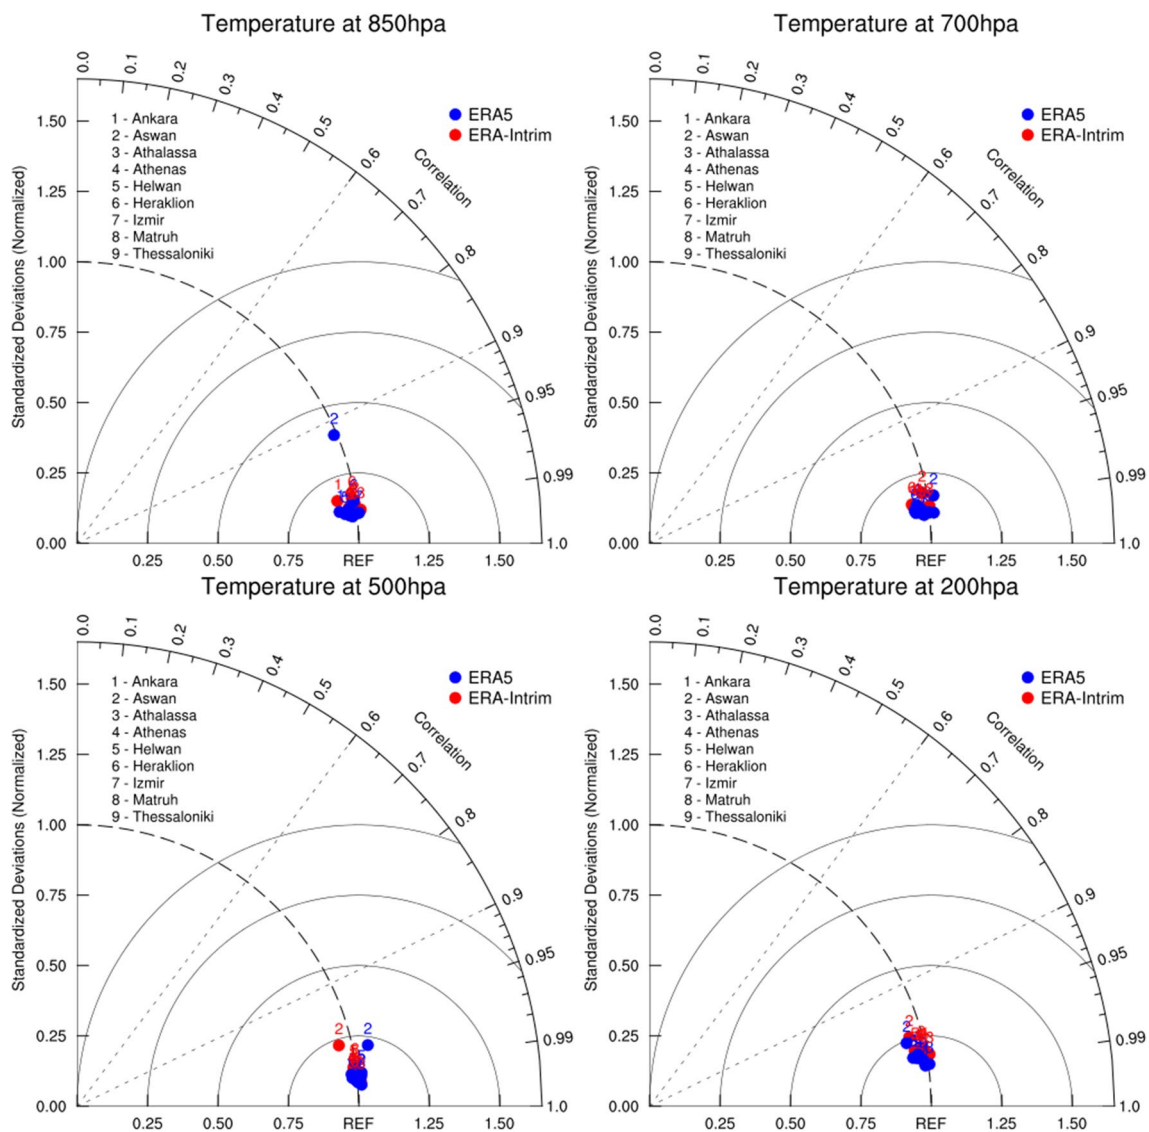 Temperature at 850hpa
0.0
0.1
0.2
0.3
0.4
0.5
0.6
0.7
0.8
0.9
0.95
0.99
1.0
Correlation
1 - Ankara
2 - Aswan
3 - Athalassa
4 - Athenas
5 - Helwan
6 - Heraklion
7 - Izmir
8 - Matruh
9 - Thessaloniki
ERA5
ERA-Intrim
Standardized Deviations (Normalized)
1.50
1.25
1.00
0.75
0.50
0.25
0.00
2
1
0.25
0.50
0.75
REF
1.25
1.50
Temperature at 700hpa
0.0
0.1
0.2
0.3
0.4
0.5
0.6
0.7
0.8
0.9
0.95
0.99
1.0
Correlation
1 - Ankara
2 - Aswan
3 - Athalassa
4 - Athenas
5 - Helwan
6 - Heraklion
7 - Izmir
8 - Matruh
9 - Thessaloniki
ERA5
ERA-Intrim
Standardized Deviations (Normalized)
1.50
1.25
1.00
0.75
0.50
0.25
0.00
2
2
0.25
0.50
0.75
REF
1.25
1.50
Temperature at 500hpa
0.0
0.1
0.2
0.3
0.4
0.5
0.6
0.7
0.8
0.9
0.95
0.99
1.0
Correlation
1 - Ankara
2 - Aswan
3 - Athalassa
4 - Athenas
5 - Helwan
6 - Heraklion
7 - Izmir
8 - Matruh
9 - Thessaloniki
ERA5
ERA-Intrim
Standardized Deviations (Normalized)
1.50
1.25
1.00
0.75
0.50
0.25
0.00
2
2
0.25
0.50
0.75
REF
1.25
1.50
Temperature at 200hpa
0.0
0.1
0.2
0.3
0.4
0.5
0.6
0.7
0.8
0.9
0.95
0.99
1.0
Correlation
1 - Ankara
2 - Aswan
3 - Athalassa
4 - Athenas
5 - Helwan
6 - Heraklion
7 - Izmir
8 - Matruh
9 - Thessaloniki
ERA5
ERA-Intrim
Standardized Deviations (Normalized)
1.50
1.25
1.00
0.75
0.50
0.25
0.00
2
2
0.25
0.50
0.75
REF
1.25
1.50